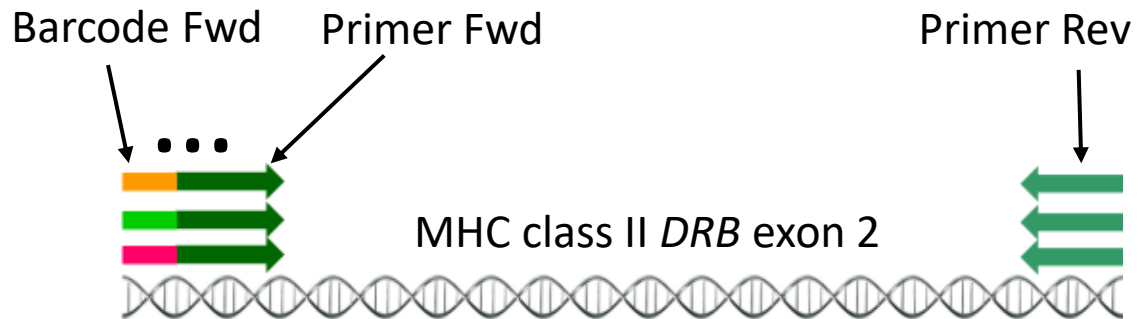 Barcode Fwd
Primer Fwd
Primer Rev
...
MHC class II DRB exon 2